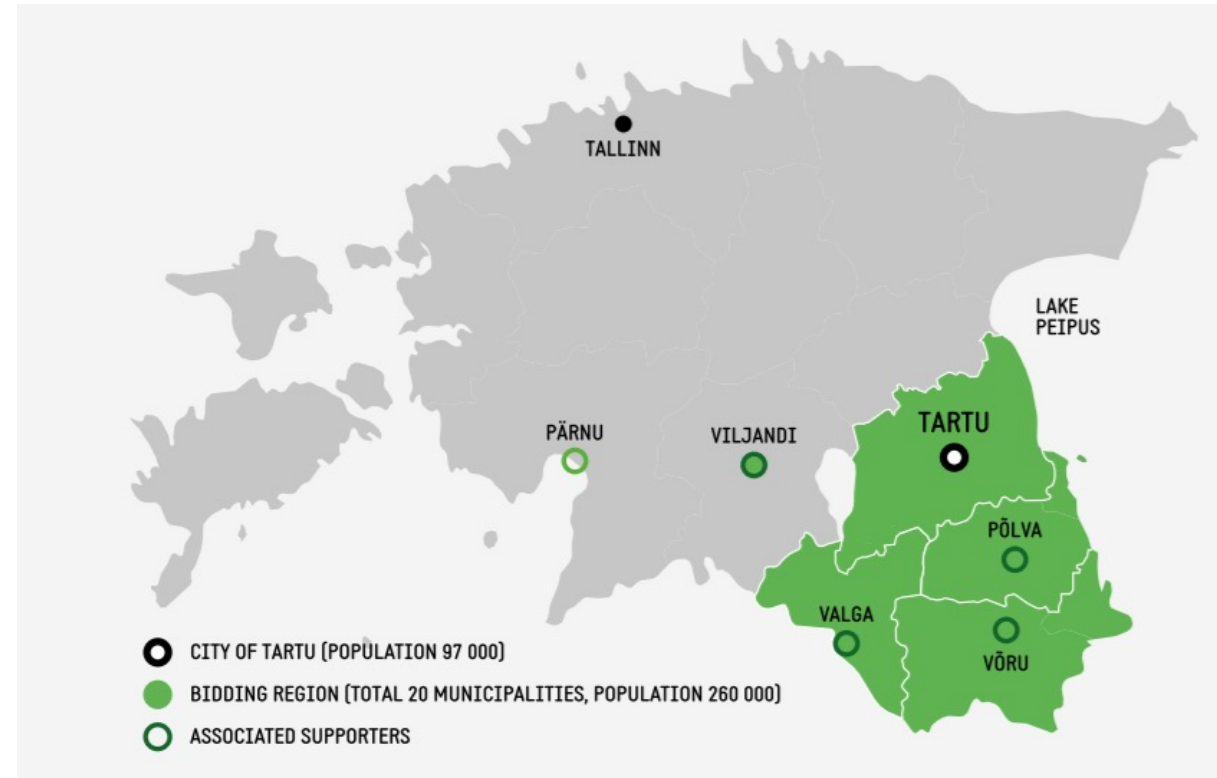 TALLINN
LAKE
PEIPUS
TARTU
PÄRNU
VILJANDI
PÕLVA
VALGA
VÕRU
CITY OF TARTU (POPULATION 97 000)
BIDDING REGION (TOTAL 20 MUNICIPALITIES, POPULATION 260 000)
ASSOCIATED SUPPORTERS